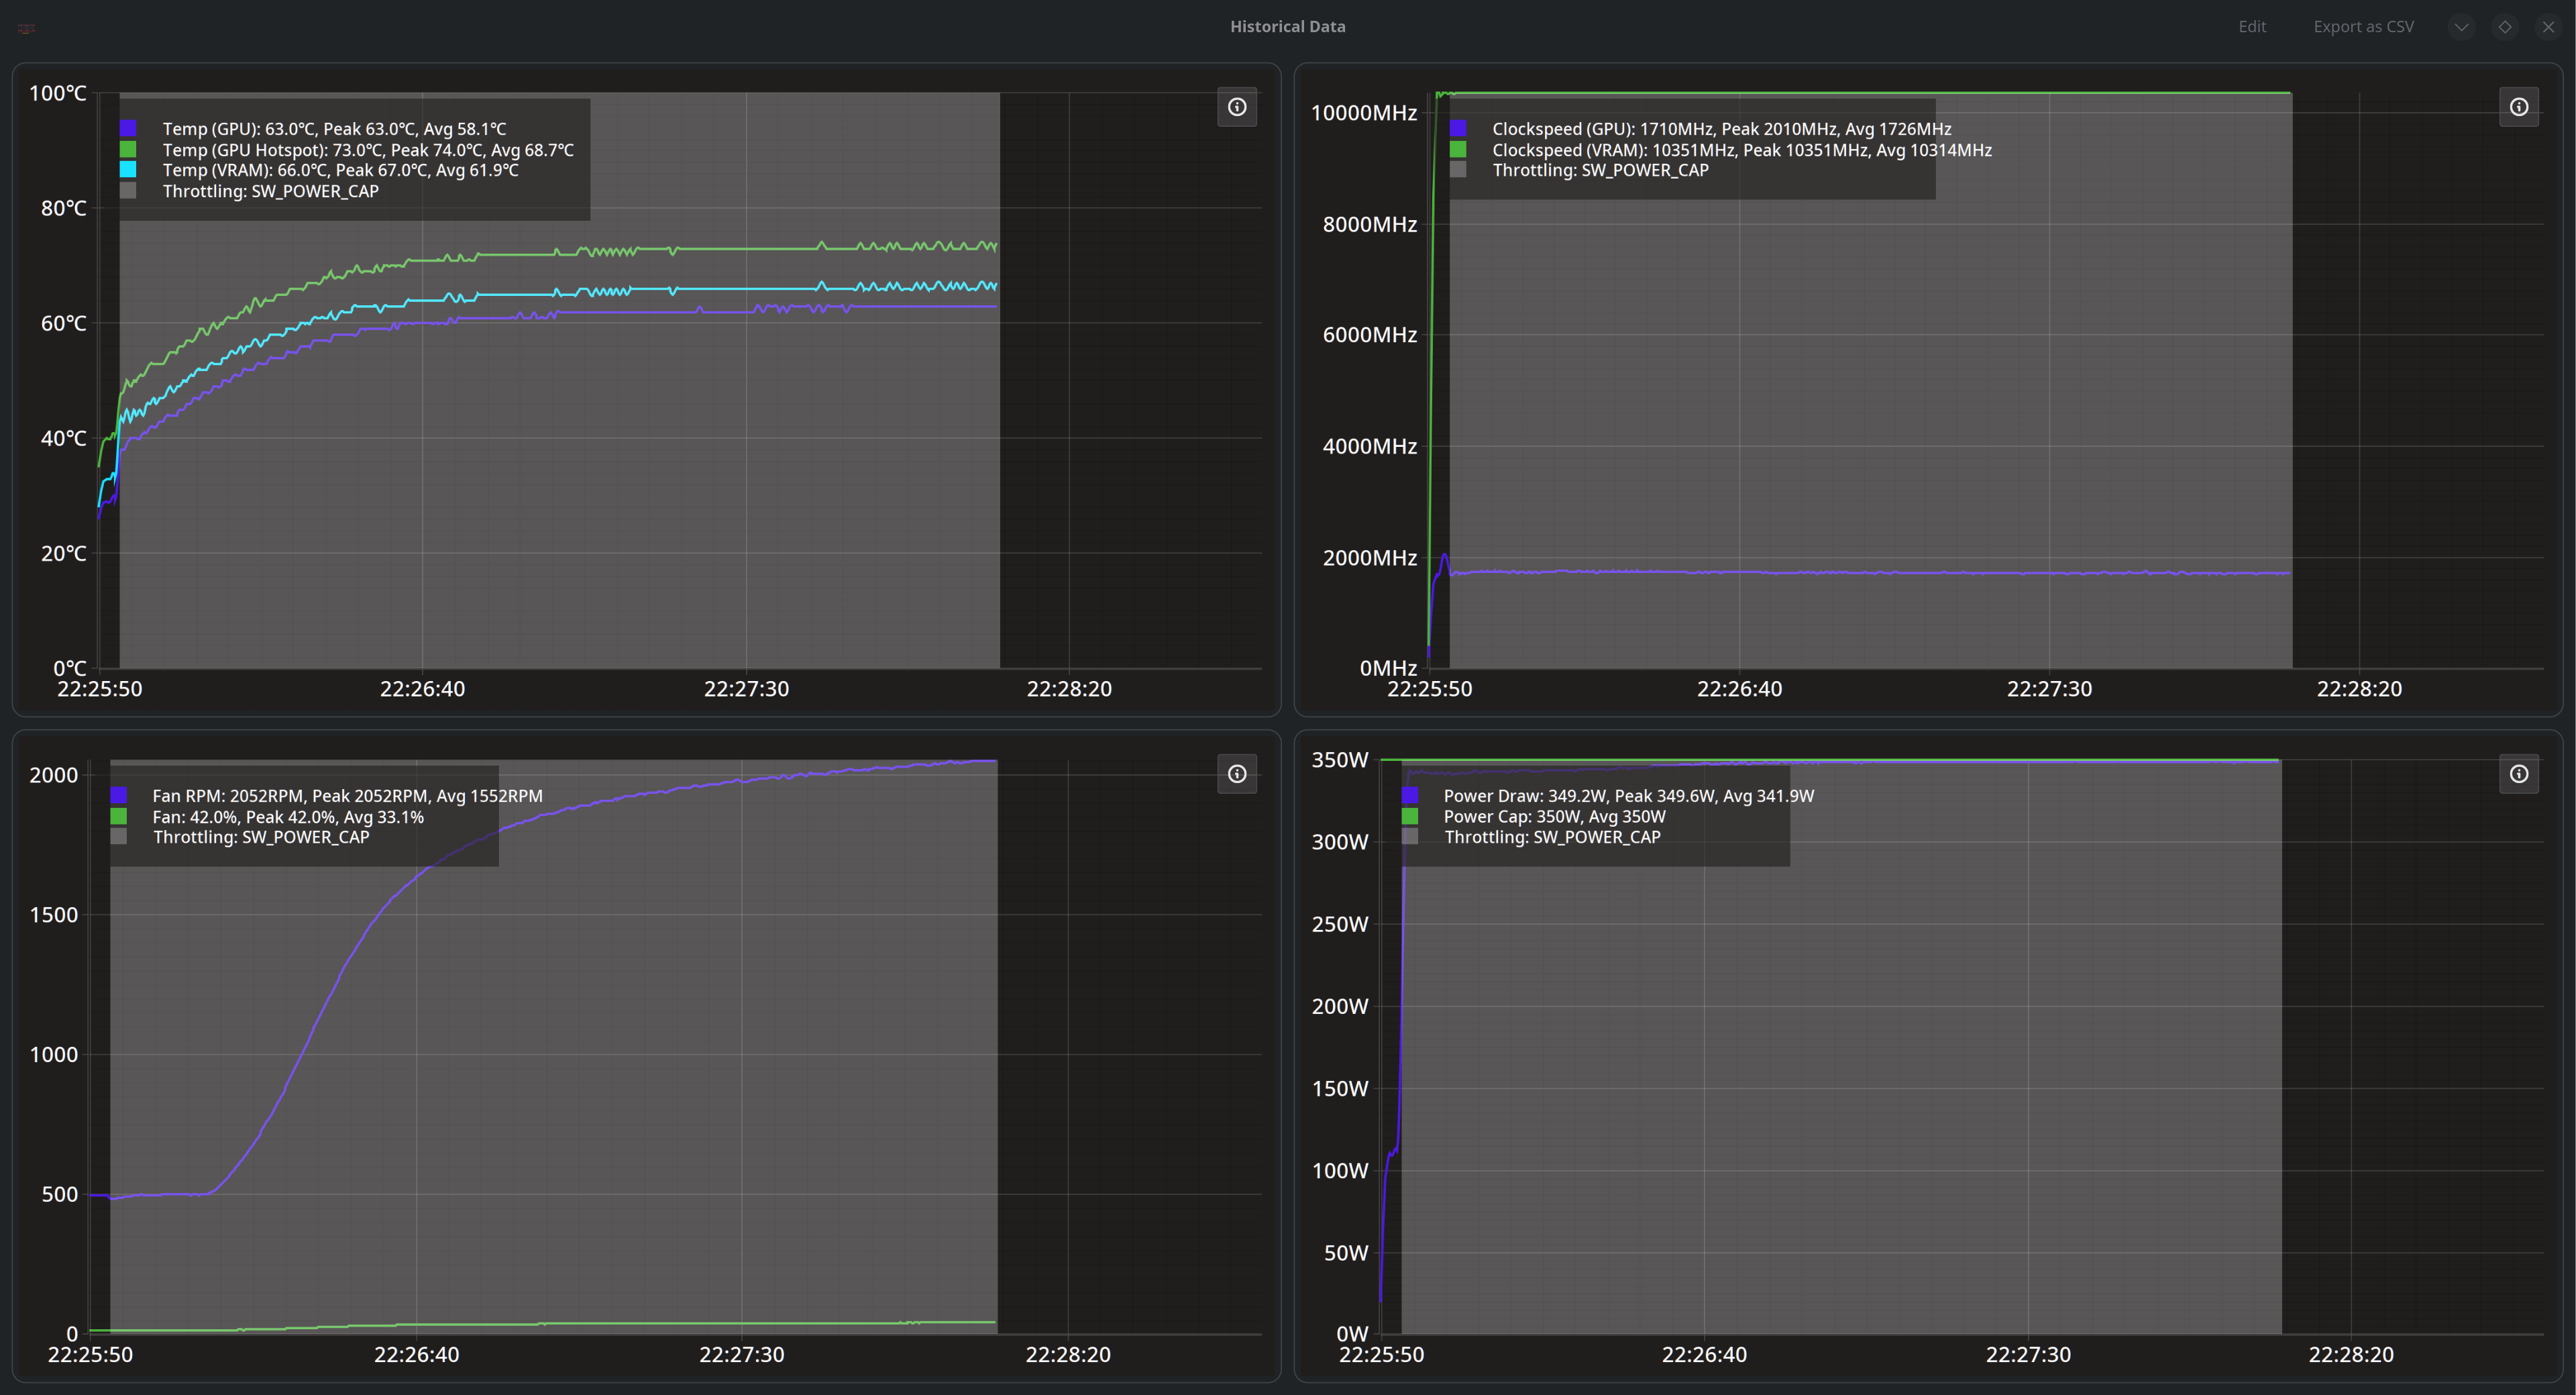 Historical Data
Edit
Export as CSV
100°C
80°C
60°C
40°C
20°C
0°C
Temp (GPU): 63.0°C, Peak 63.0°C, Avg 58.1°C
Temp (GPU Hotspot): 73.0°C, Peak 74.0°C, Avg 68.7°C
Temp (VRAM): 66.0°C, Peak 67.0°C, Avg 61.9°C
Throttling: SW_POWER_CAP
22:25:50
22:26:40
22:27:30
22:28:20
10000MHz
8000MHz
6000MHz
4000MHz
2000MHz
0MHz
Clockspeed (GPU): 1710MHz, Peak 2010MHz, Avg 1726MHz
Clockspeed (VRAM): 10351MHz, Peak 10351MHz, Avg 10314MHz
Throttling: SW_POWER_CAP
22:25:50
22:26:40
22:27:30
22:28:20
2000
1500
1000
500
0
Fan RPM: 2052RPM, Peak 2052RPM, Avg 1552RPM
Fan: 42.0%, Peak 42.0%, Avg 33.1%
Throttling: SW_POWER_CAP
22:25:50
22:26:40
22:27:30
22:28:20
350W
300W
250W
200W
150W
100W
50W
0W
Power Draw: 349.2W, Peak 349.6W, Avg 341.9W
Power Cap: 350W, Avg 350W
Throttling: SW_POWER_CAP
22:25:50
22:26:40
22:27:30
22:28:20